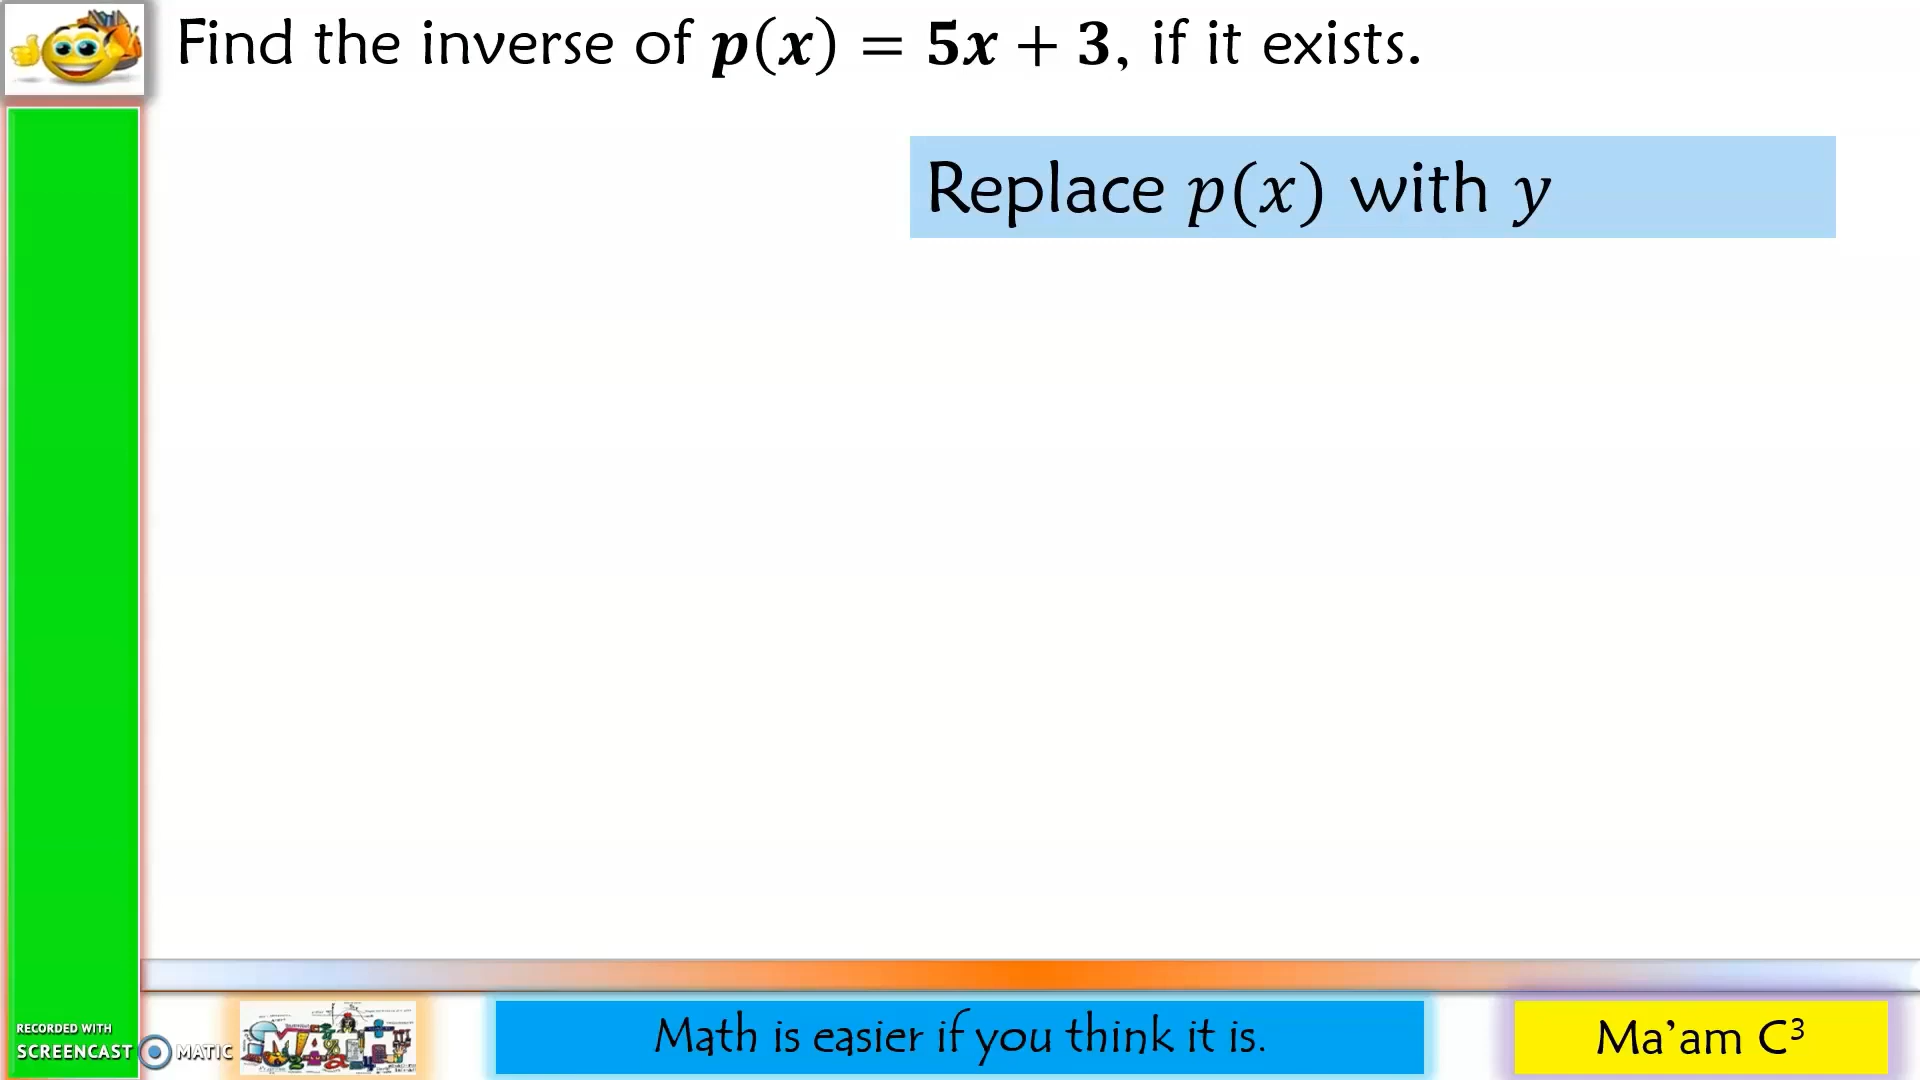 Find the inverse of p(x) = 5x + 3, if it exists.
Replace p(x) with y
RECORDED WITH
SCREENCAST MATIC
MATH
Math is easier if you think it is.
Ma’am C³